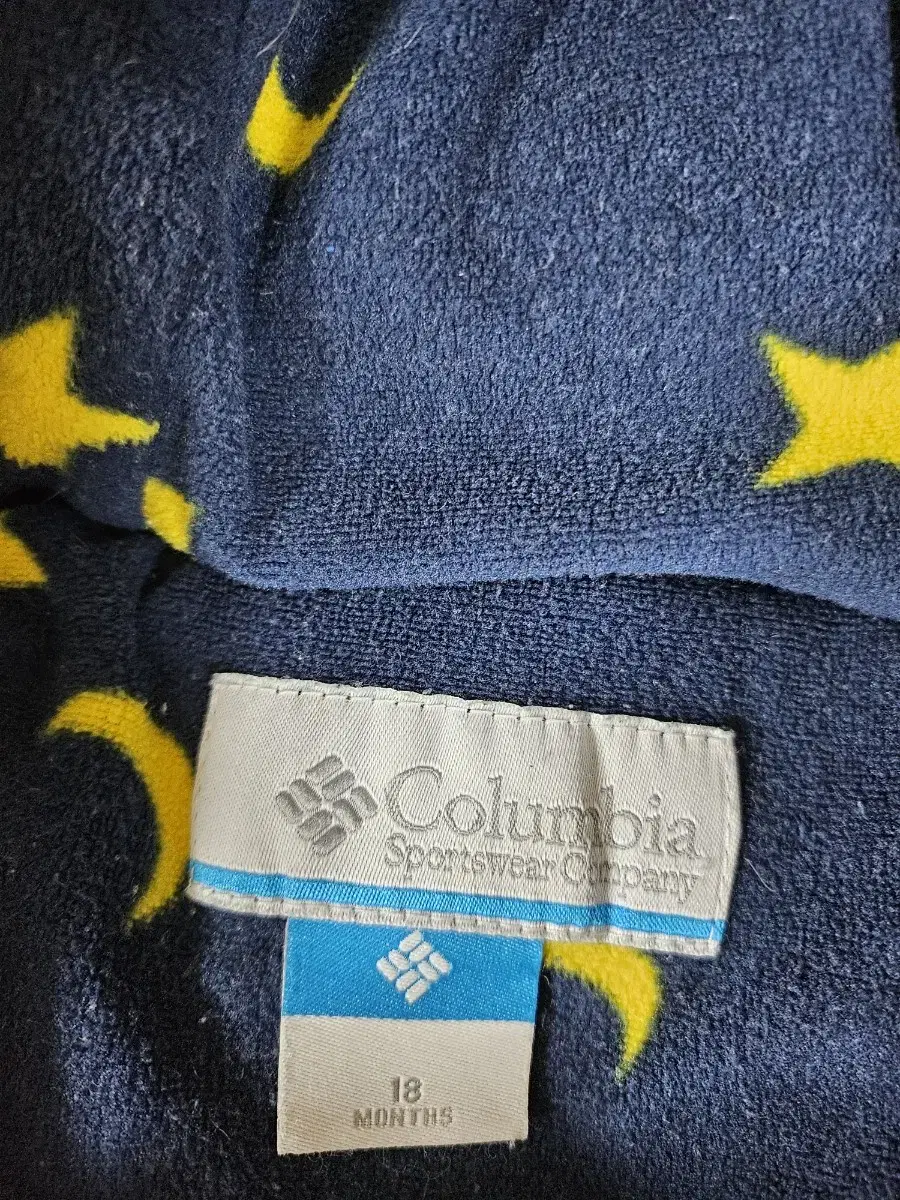 Columbia
Sportswear Company
18
MONTHS